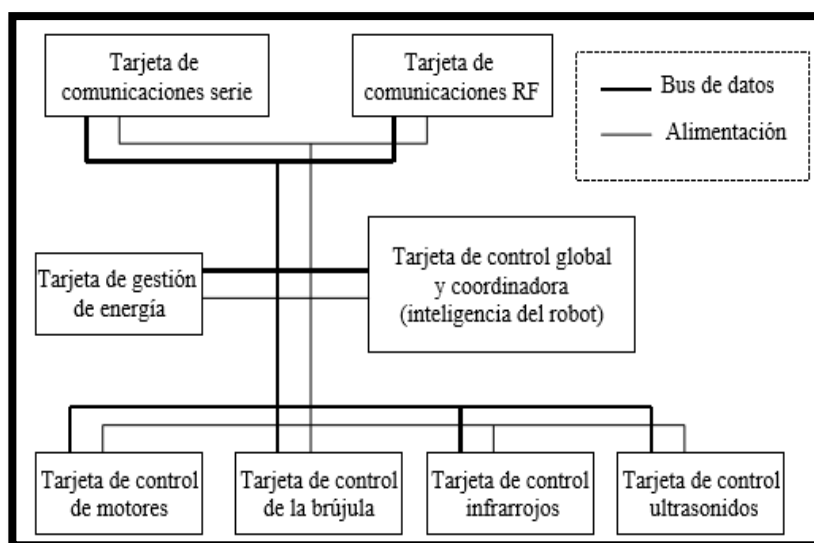 Tarjeta de
comunicaciones serie
Tarjeta de
comunicaciones RF
Bus de datos
Alimentación
Tarjeta de gestión
de energía
Tarjeta de control global
y coordinadora
(inteligencia del robot)
Tarjeta de control
de motores
Tarjeta de control
de la brújula
Tarjeta de control
infrarrojos
Tarjeta de control
ultrasonidos